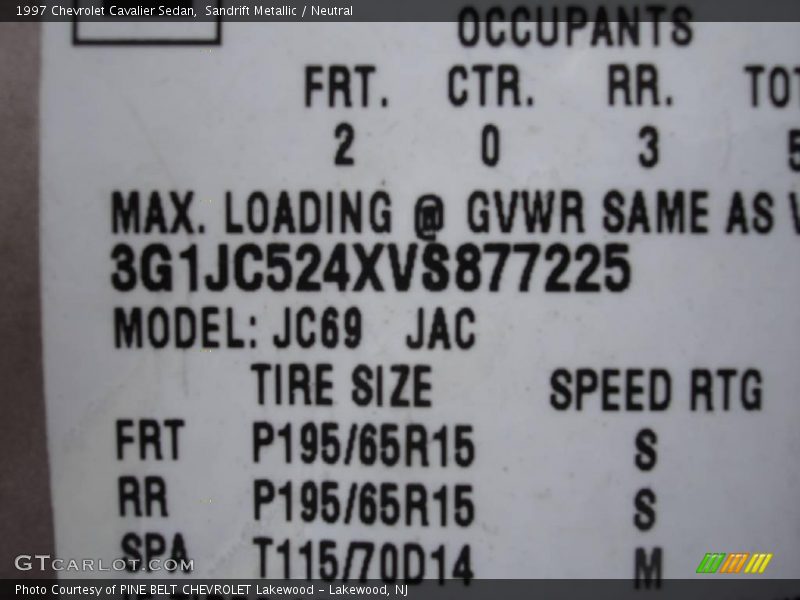 1997 Chevrolet Cavalier Sedan, Sandrift Metallic / Neutral
OCCUPANTS
FRT. CTR. RR.
2 0 3
MAX. LOADING @ GVWR SAME AS
3G1JC524XVS877225
MODEL: JC69 JAC
TIRE SIZE SPEED RTG
FRT P195/65R15 S
RR P195/65R15 S
SPA T115/70D14 M
GTCarlot.com
Photo Courtesy of PINE BELT CHEVROLET Lakewood - Lakewood, NJ